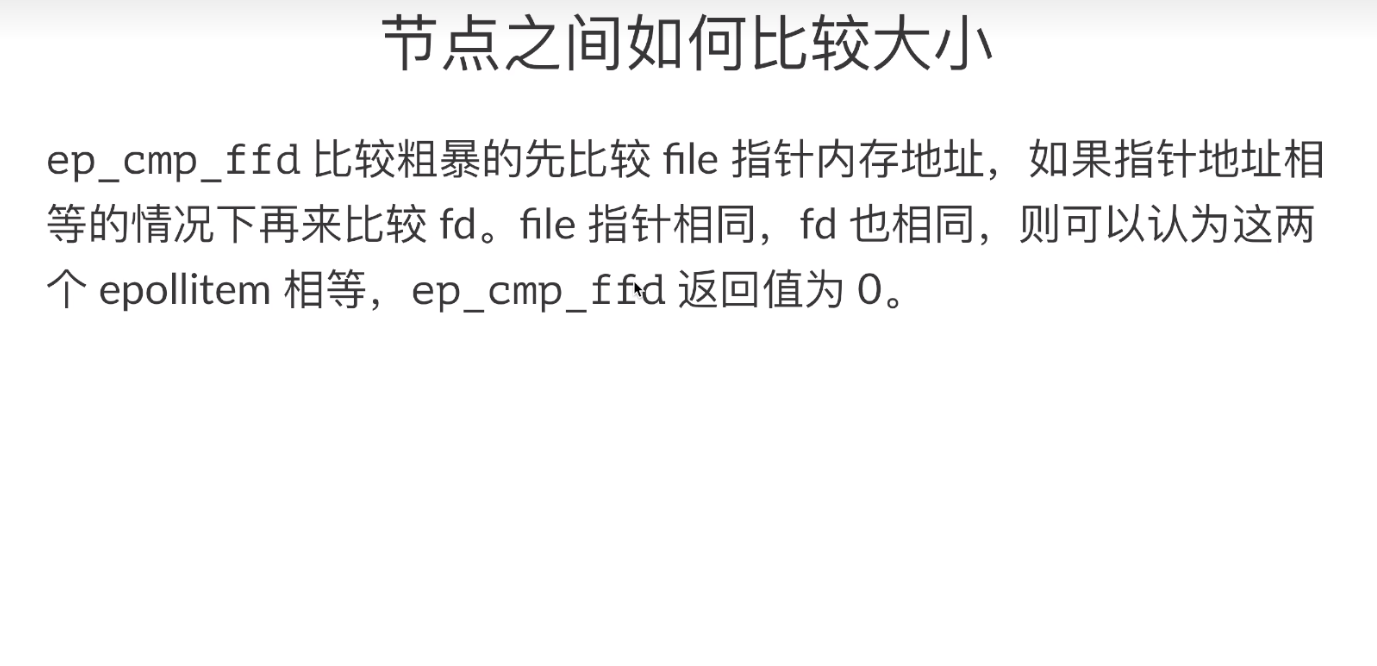 节点之间如何比较大小
ep_cmp_ffd 比较粗暴的先比较 file 指针内存地址，如果指针地址相
等的情况下再来比较 fd。file 指针相同，fd 也相同，则可以认为这两
个 epollitem 相等，ep_cmp_ffd 返回值为 0。